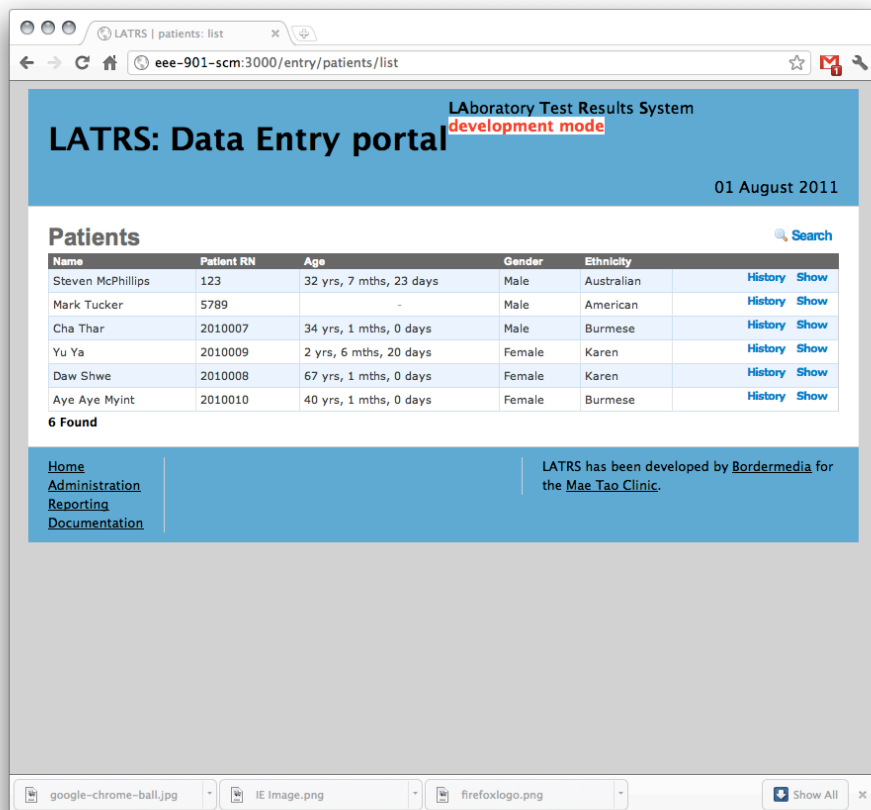 LATRS | patients: list
eee-901-scm:3000/entry/patients/list
1
LAboratory Test Results System
development mode
LATRS: Data Entry portal
01 August 2011
Patients
Search
Name Patient RN Age Gender Ethnicity
Steven McPhillips 123 32 yrs, 7 mths, 23 days Male Australian History Show
Mark Tucker 5789 - Male American History Show
Cha Thar 2010007 34 yrs, 1 mths, 0 days Male Burmese History Show
Yu Ya 2010009 2 yrs, 6 mths, 20 days Female Karen History Show
Daw Shwe 2010008 67 yrs, 1 mths, 0 days Female Karen History Show
Aye Aye Myint 2010010 40 yrs, 1 mths, 0 days Female Burmese History Show
6 Found
Home
Administration
Reporting
Documentation
LATRS has been developed by Bordermedia for
the Mae Tao Clinic.
google-chrome-ball.jpg
IE Image.png
firefoxlogo.png
Show All